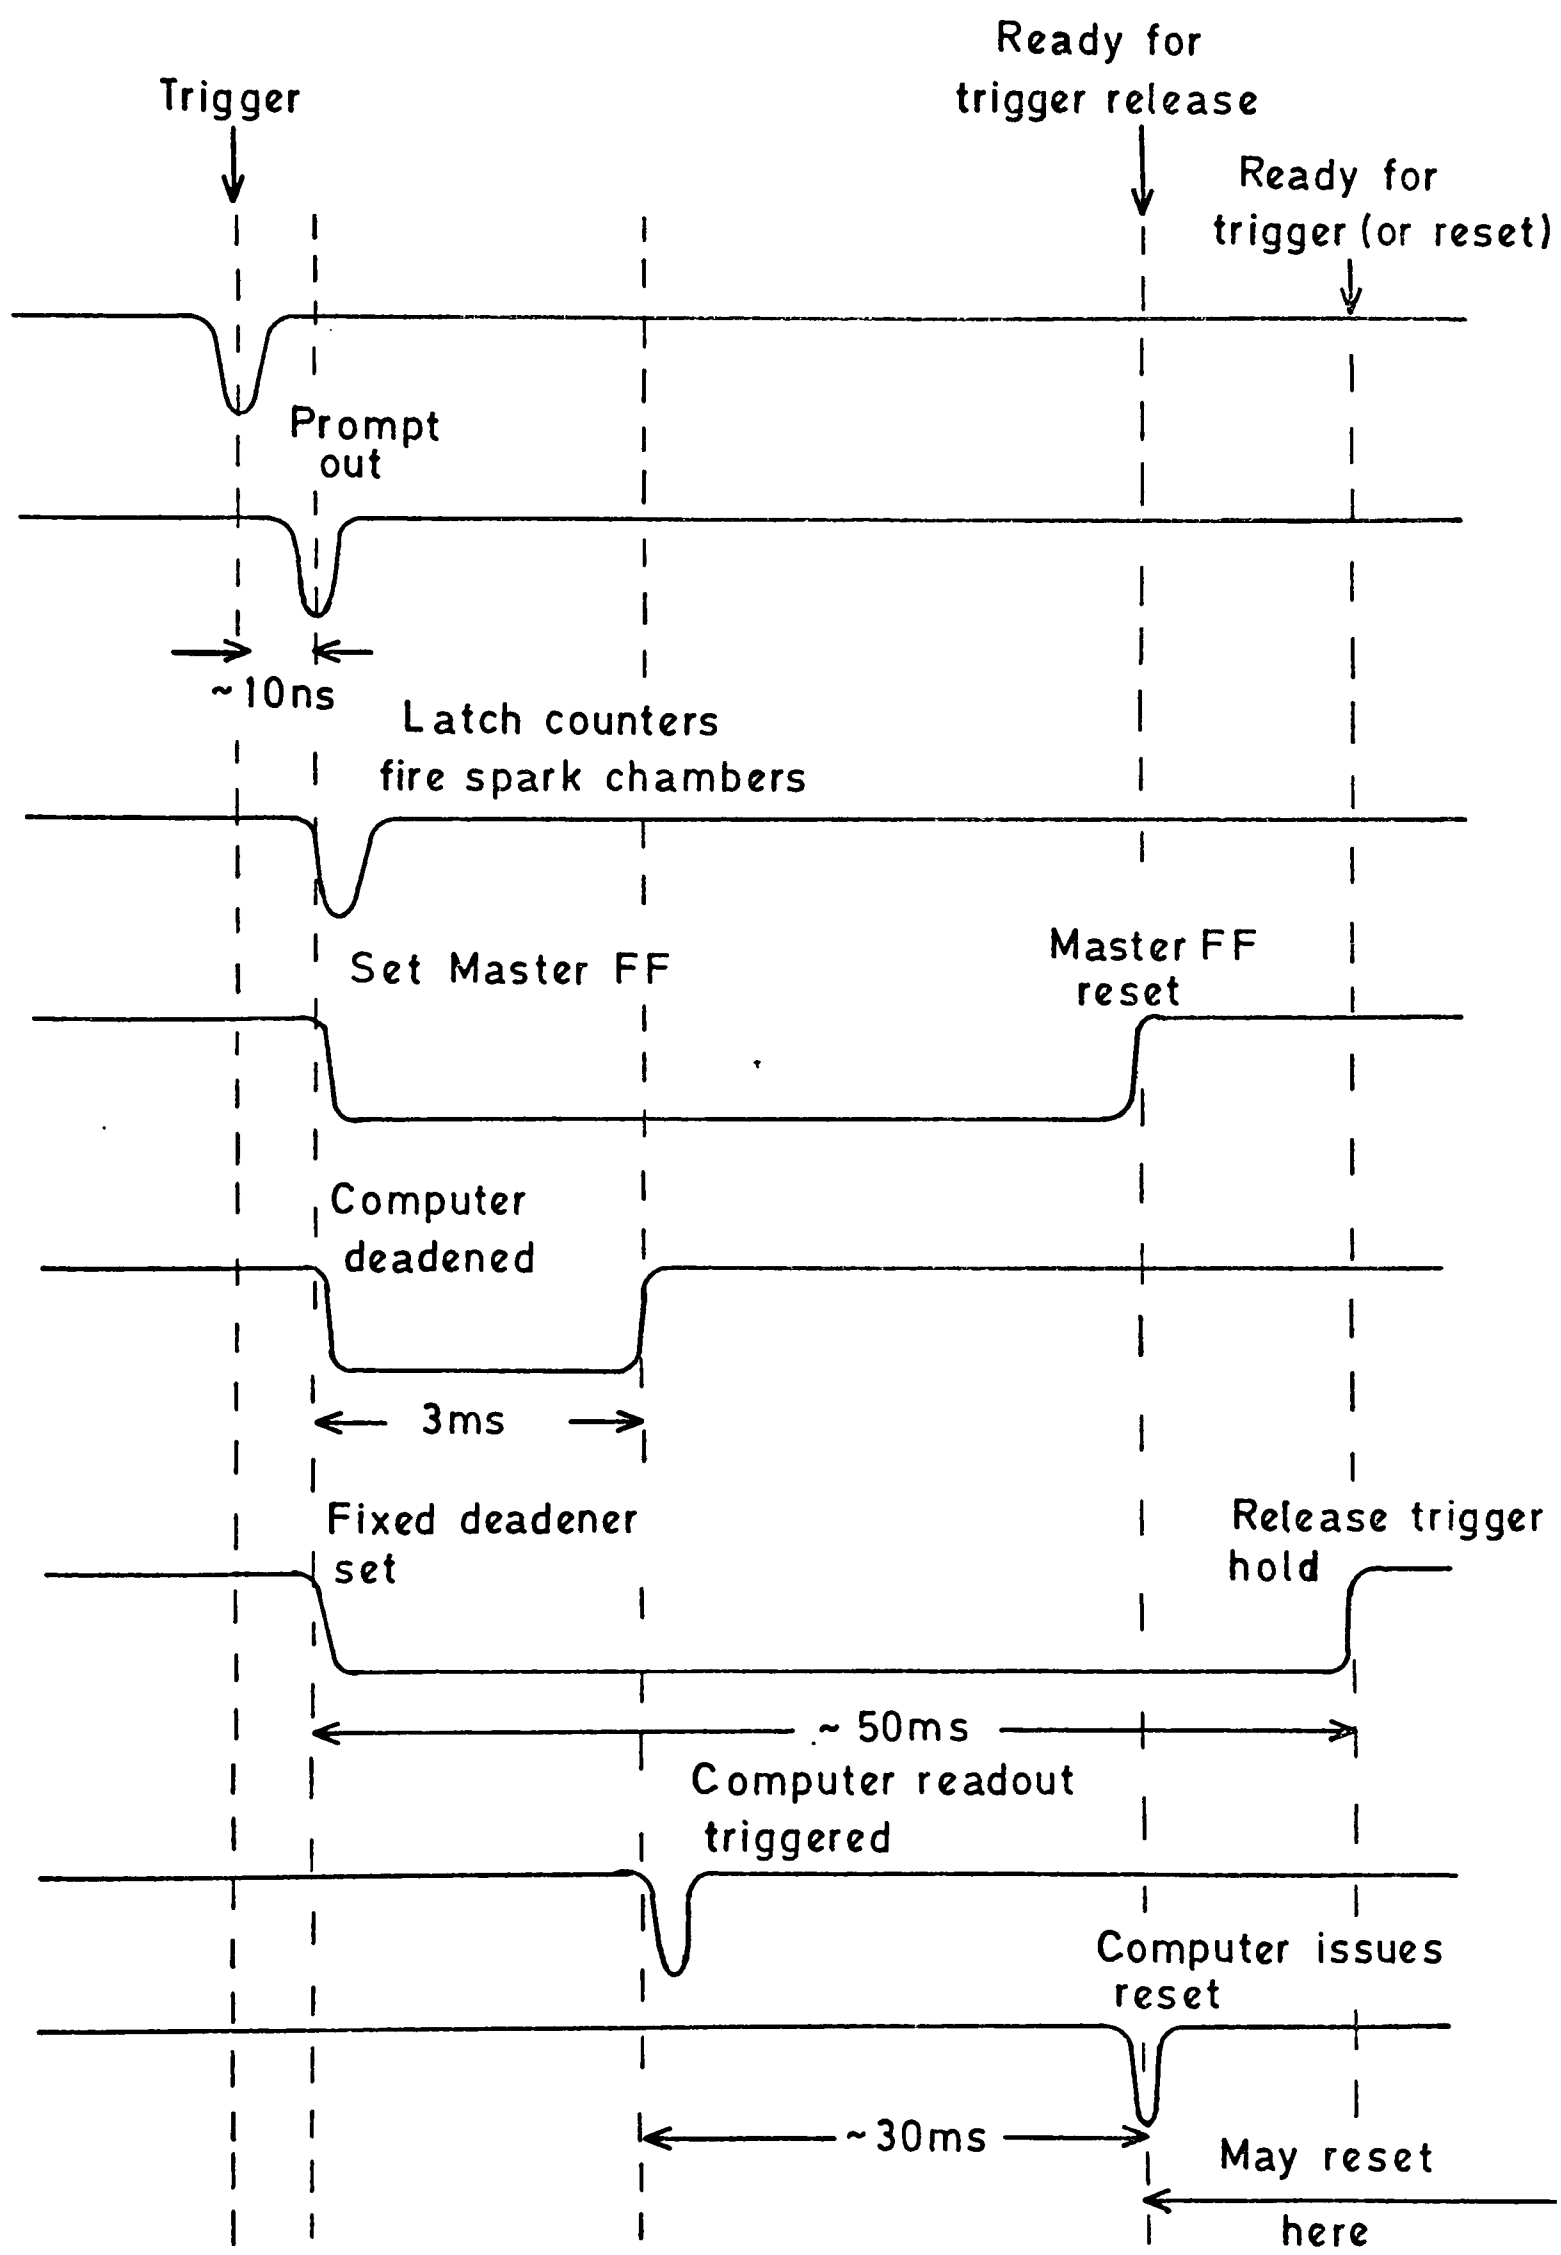 Ready for
trigger release
Trigger
Ready for
trigger (or reset)
Prompt
out
~10ns
Latch counters
fire spark chambers
Set Master FF
Master FF
reset
Computer
deadened
3ms
Fixed deadener
set
Release trigger
hold
~ 50ms
Computer readout
triggered
Computer issues
reset
~30ms
May reset
here